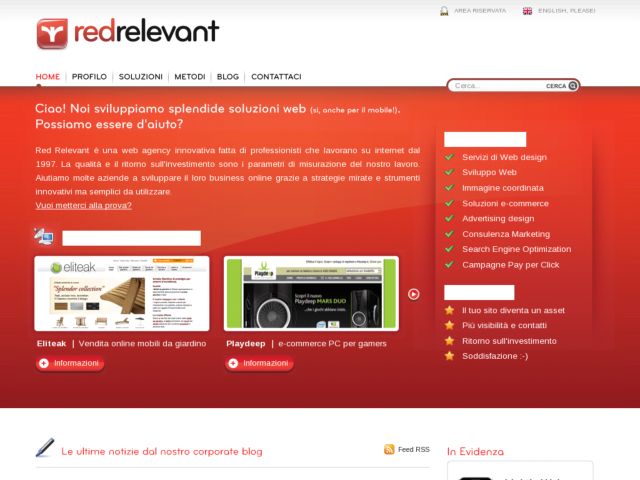 AREA RISERVATA
ENGLISH, PLEASE!
redrelevant
HOME
PROFILO
SOLUZIONI
METODI
BLOG
CONTATTACI
Cerca...
CERCA
Ciao! Noi sviluppiamo splendide soluzioni web (sì, anche per il mobile!).
Possiamo essere d'aiuto?
Red Relevant è una web agency innovativa fatta di professionisti che lavorano su internet dal
1997. La qualità e il ritorno sull'investimento sono i parametri di misurazione del nostro lavoro.
Aiutiamo molte aziende a sviluppare il loro business online grazie a strategie mirate e strumenti
innovativi ma semplici da utilizzare.
Vuoi metterci alla prova?
Servizi di Web design
Sviluppo Web
Immagine coordinata
Soluzioni e-commerce
Advertising design
Consulenza Marketing
Search Engine Optimization
Campagne Pay per Click
Il tuo sito diventa un asset
Più visibilità e contatti
Ritorno sull'investimento
Soddisfazione :-)
eliteak
"Splendor collection"
Playdeep
Scopri il nuovo
Playdeep
MARS DUO
Eliteak | Vendita online mobili da giardino
Informazioni
Playdeep | e-commerce PC per gamers
Informazioni
Le ultime notizie dal nostro corporate blog
Feed RSS
In Evidenza